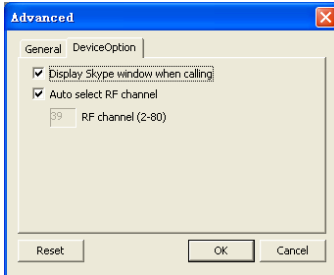 Advanced
General DeviceOption
Display Skype window when calling
Auto select RF channel
39 RF channel (2-80)
Reset OK Cancel